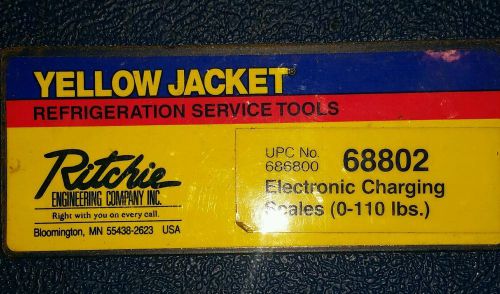 YELLOW JACKET®
REFRIGERATION SERVICE TOOLS
Ritchie
ENGINEERING COMPANY INC.
Right with you on every call.
Bloomington, MN 55438-2623 USA
UPC No. 68802
686800
Electronic Charging
Scales (0-110 lbs.)